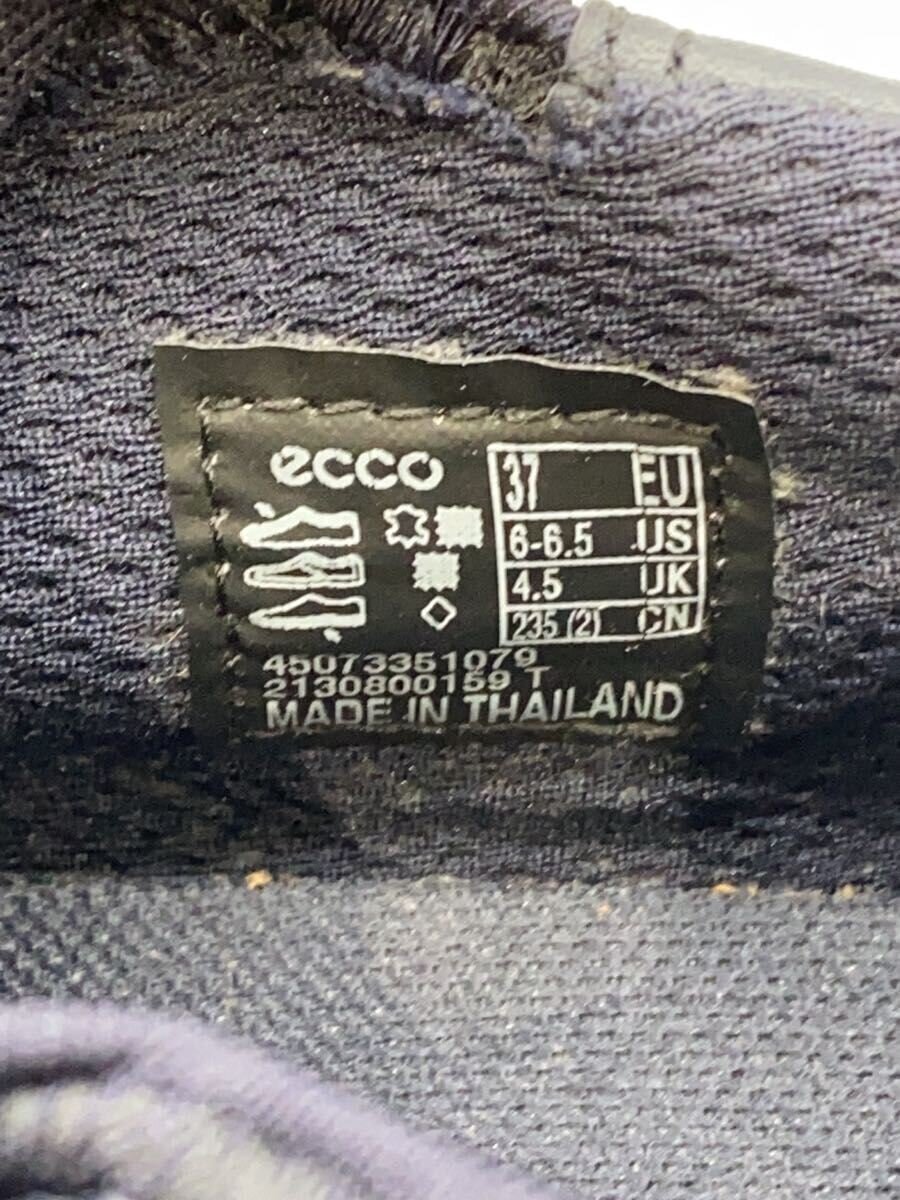 ecco
37 EU
6-6.5 US
4.5 UK
235 (2) CN
45073351079
2130800159 T
MADE IN THAILAND